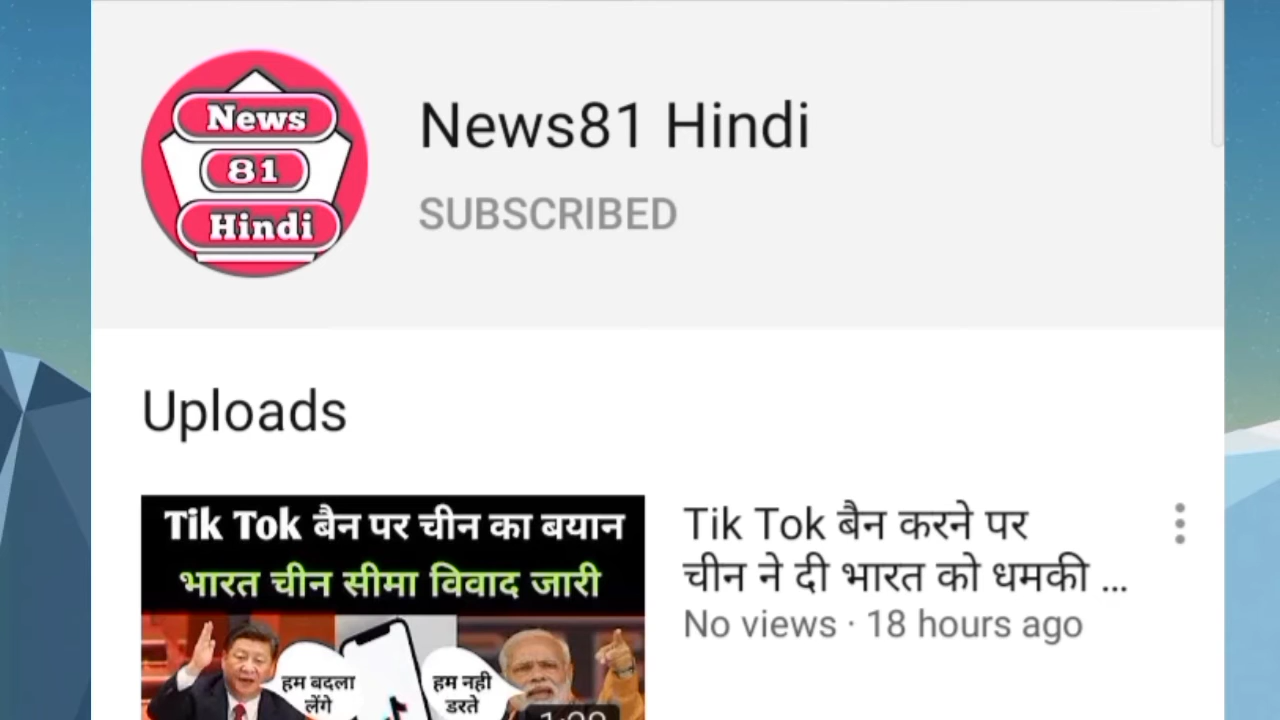 News
81
Hindi
News81 Hindi
SUBSCRIBED
Uploads
Tik Tok बैन पर चीन का बयान
भारत चीन सीमा विवाद जारी
हम बदला
लेंगे
हम नही
डरते
Tik Tok बैन करने पर
चीन ने दी भारत को धमकी ...
No views · 18 hours ago